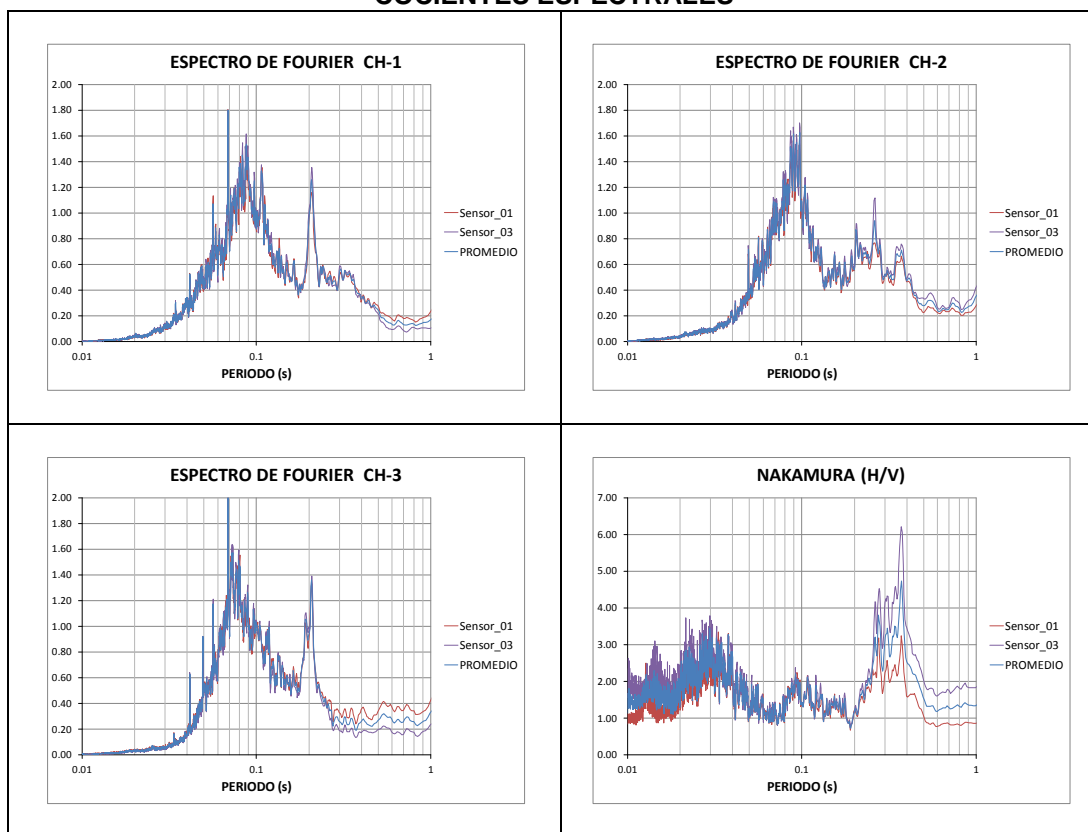 COCIENTES ESPECTRALES
ESPECTRO DE FOURIER CH-1
2.00
1.80
1.60
1.40
1.20
1.00
0.80
0.60
0.40
0.20
0.00
0.01 0.1 1
PERIODO (s)
Sensor_01
Sensor_03
PROMEDIO
ESPECTRO DE FOURIER CH-2
2.00
1.80
1.60
1.40
1.20
1.00
0.80
0.60
0.40
0.20
0.00
0.01 0.1 1
PERIODO (s)
Sensor_01
Sensor_03
PROMEDIO
ESPECTRO DE FOURIER CH-3
2.00
1.80
1.60
1.40
1.20
1.00
0.80
0.60
0.40
0.20
0.00
0.01 0.1 1
PERIODO (s)
Sensor_01
Sensor_03
PROMEDIO
NAKAMURA (H/V)
7.00
6.00
5.00
4.00
3.00
2.00
1.00
0.00
0.01 0.1 1
PERIODO (s)
Sensor_01
Sensor_03
PROMEDIO